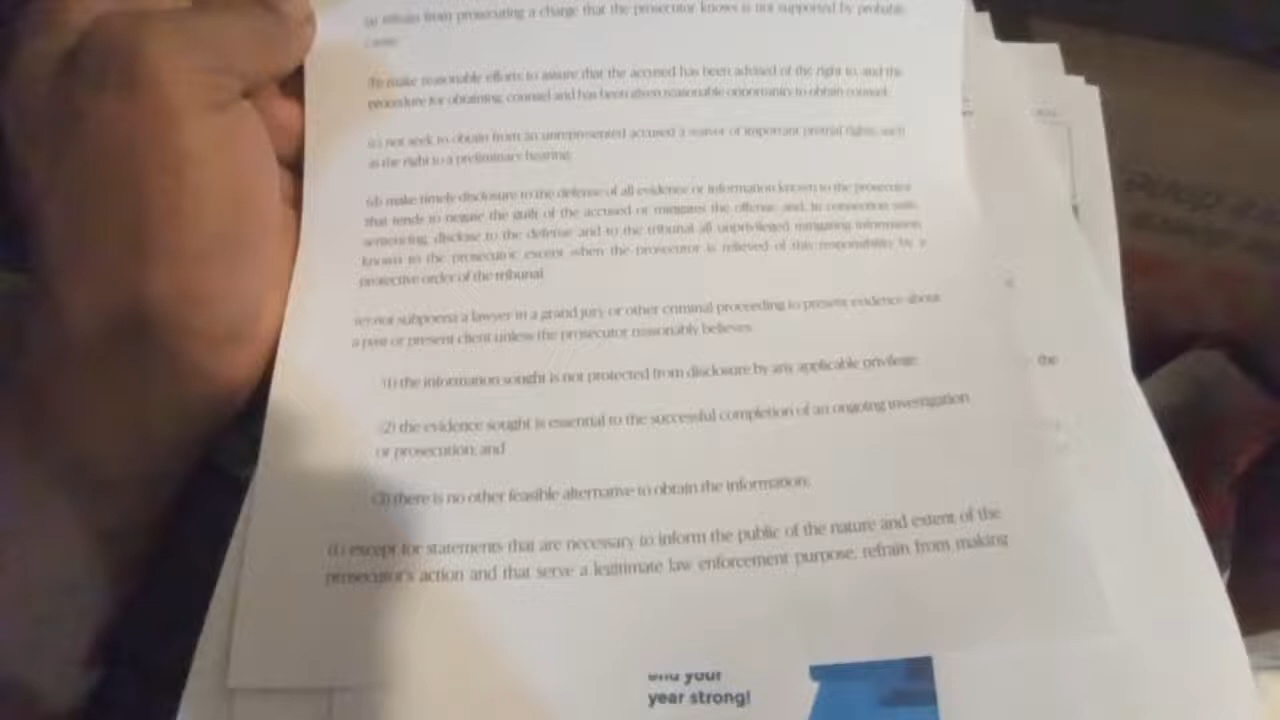 (a) refrain from prosecuting a charge that the prosecutor knows is not supported by probable
cause;
(b) make reasonable efforts to assure that the accused has been advised of the right to, and the
procedure for obtaining, counsel and has been given reasonable opportunity to obtain counsel;
(c) not seek to obtain from an unrepresented accused a waiver of important pretrial rights, such
as the right to a preliminary hearing;
(d) make timely disclosure to the defense of all evidence or information known to the prosecutor
that tends to negate the guilt of the accused or mitigates the offense and, in connection with
sentencing, disclose to the defense and to the tribunal all unprivileged mitigating information
known to the prosecutor, except when the prosecutor is relieved of this responsibility by a
protective order of the tribunal;
(e) not subpoena a lawyer in a grand jury or other criminal proceeding to present evidence about
a past or present client unless the prosecutor reasonably believes:
(1) the information sought is not protected from disclosure by any applicable privilege;
the
(2) the evidence sought is essential to the successful completion of an ongoing investigation
or prosecution; and
(3) there is no other feasible alternative to obtain the information;
(f) except for statements that are necessary to inform the public of the nature and extent of the
prosecutor's action and that serve a legitimate law enforcement purpose, refrain from making
your
year strong!